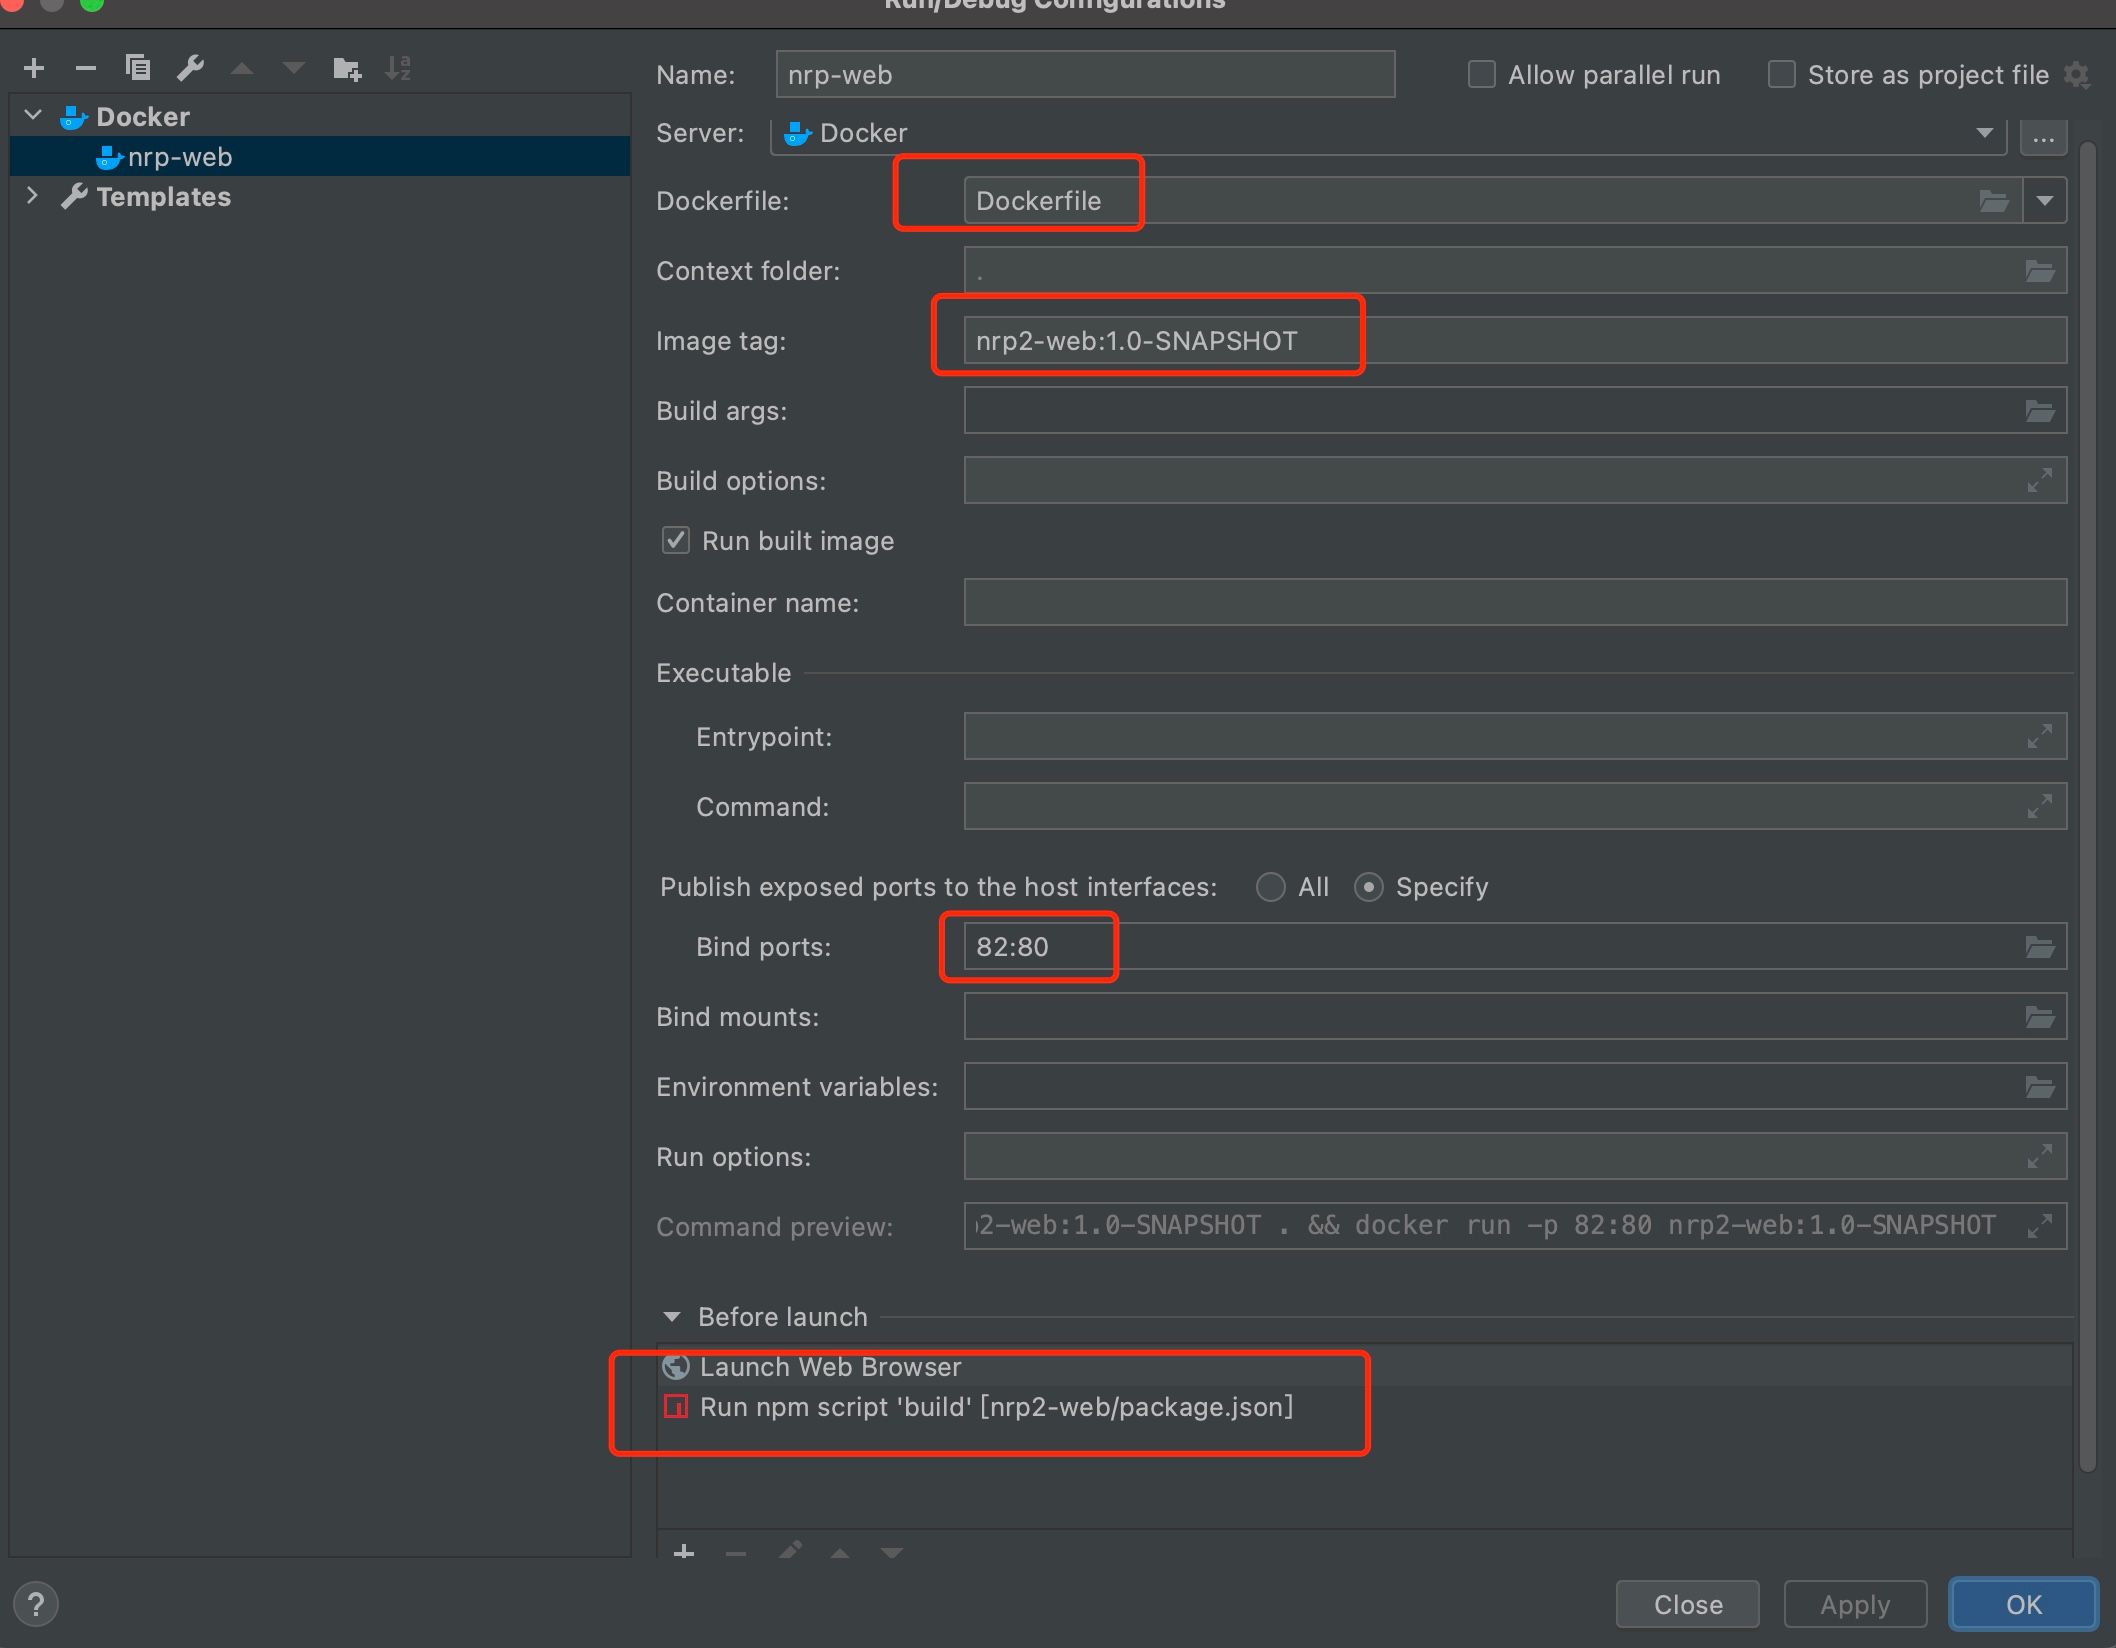 Run/Debug Configurations
Name: nrp-web Allow parallel run Store as project file
Docker
nrp-web
Templates
Server: Docker ...
Dockerfile: Dockerfile
Context folder: .
Image tag: nrp2-web:1.0-SNAPSHOT
Build args:
Build options:
Run built image
Container name:
Executable
Entrypoint:
Command:
Publish exposed ports to the host interfaces: All Specify
Bind ports: 82:80
Bind mounts:
Environment variables:
Run options:
Command preview: p2-web:1.0-SNAPSHOT . && docker run -p 82:80 nrp2-web:1.0-SNAPSHOT
Before launch
Launch Web Browser
Run npm script 'build' [nrp2-web/package.json]
? Close Apply OK